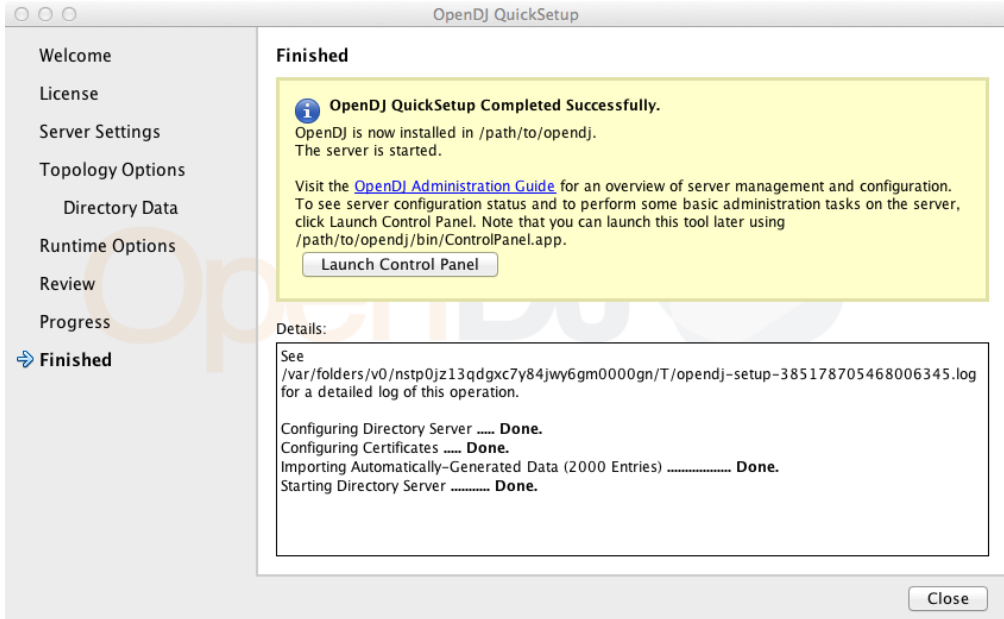 OpenDJ QuickSetup
Welcome
License
Server Settings
Topology Options
Directory Data
Runtime Options
Review
Progress
Finished
Finished
OpenDJ QuickSetup Completed Successfully.
OpenDJ is now installed in /path/to/opendj.
The server is started.
Visit the OpenDJ Administration Guide for an overview of server management and configuration.
To see server configuration status and to perform some basic administration tasks on the server,
click Launch Control Panel. Note that you can launch this tool later using
/path/to/opendj/bin/ControlPanel.app.
Launch Control Panel
OpenDJ
Details:
See
/var/folders/v0/nstp0jz13qdgxc7y84jwy6gm0000gn/T/opendj-setup-385178705468006345.log
for a detailed log of this operation.
Configuring Directory Server ..... Done.
Configuring Certificates ..... Done.
Importing Automatically-Generated Data (2000 Entries) ................... Done.
Starting Directory Server ........... Done.
Close